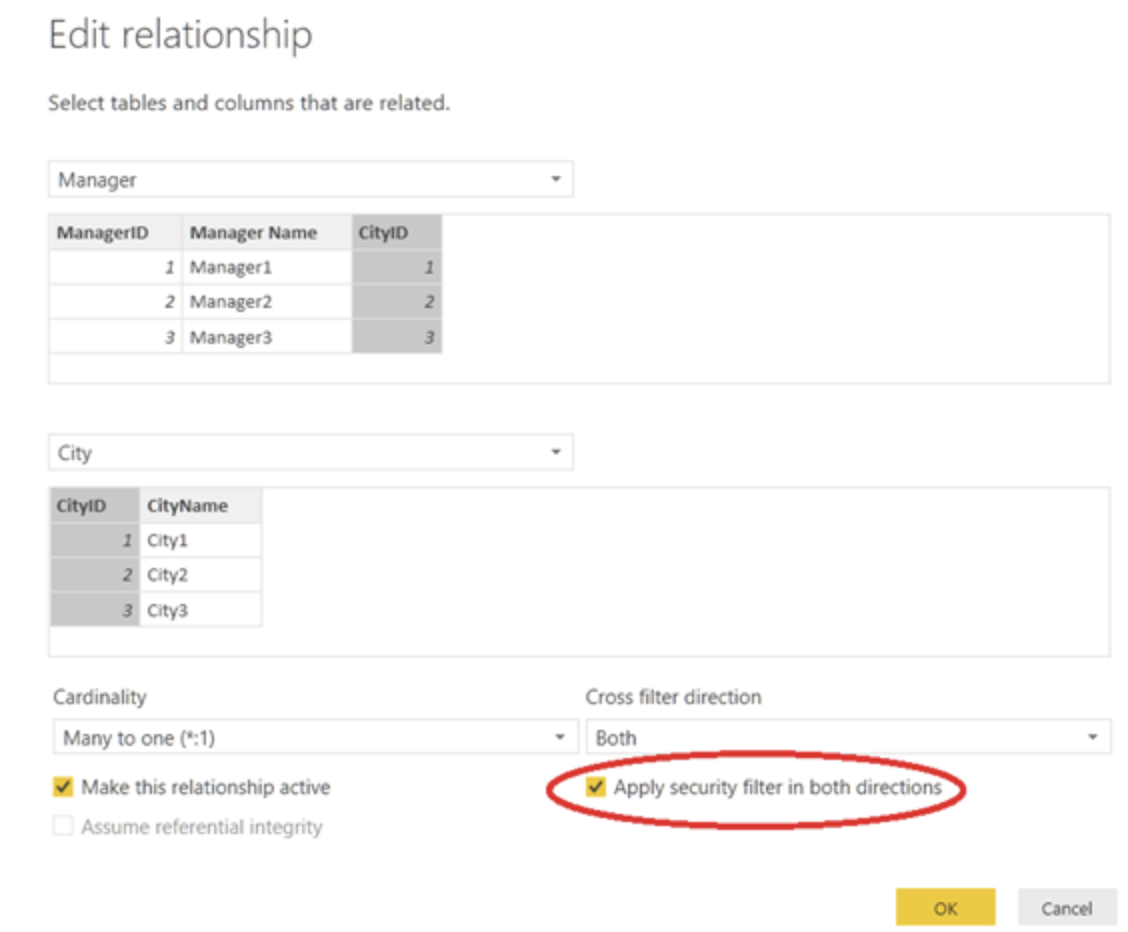 Edit relationship
Select tables and columns that are related.
Manager
ManagerID Manager Name CityID
1 Manager1 1
2 Manager2 2
3 Manager3 3
City
CityID CityName
1 City1
2 City2
3 City3
Cardinality Cross filter direction
Many to one (*:1) Both
Make this relationship active Apply security filter in both directions
Assume referential integrity
OK Cancel